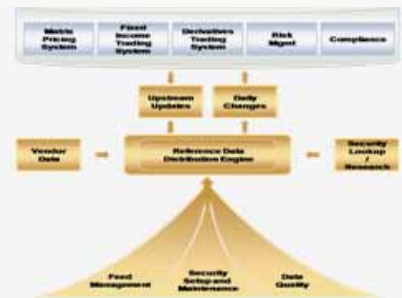 Matrix
Pricing
System
Fixed
Income
Trading
System
Derivatives
Trading
System
Risk
Mgmt
Compliance
Upstream
Updates
Daily
Changes
Vendor
Data
Reference Data
Distribution Engine
Security
Lookup
/
Research
Feed
Management
Security
Setup and
Maintenance
Data
Quality